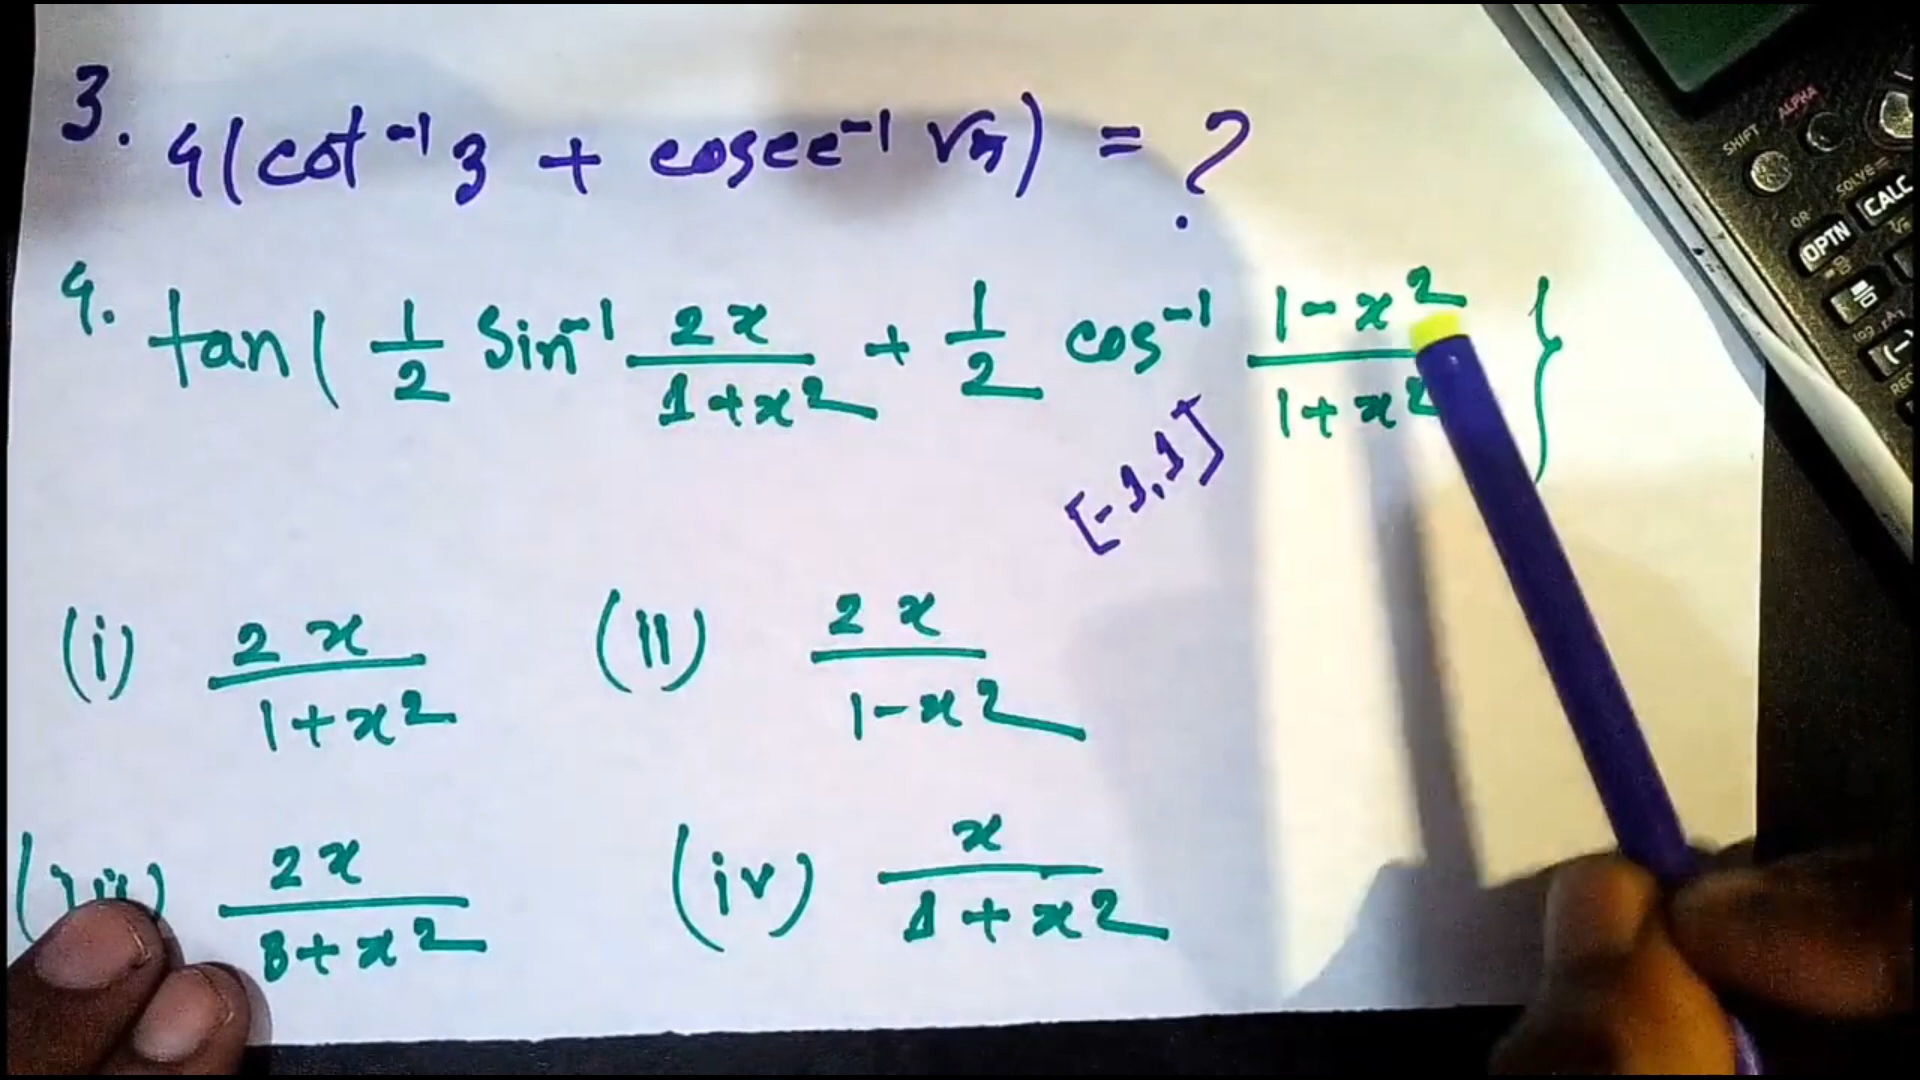 3. 4(cot⁻¹ 3 + cosec⁻¹ √5) = ?
4. tan( 1/2 sin⁻¹ 2x/1+x² + 1/2 cos⁻¹ 1-x²/1+x² }
[-1,1]
(i) 2x/1+x² (ii) 2x/1-x²
(iii) 2x/3+x² (iv) x/1+x²
SHIFT ALPHA
OPTN CALC
SOLVE =
(-)